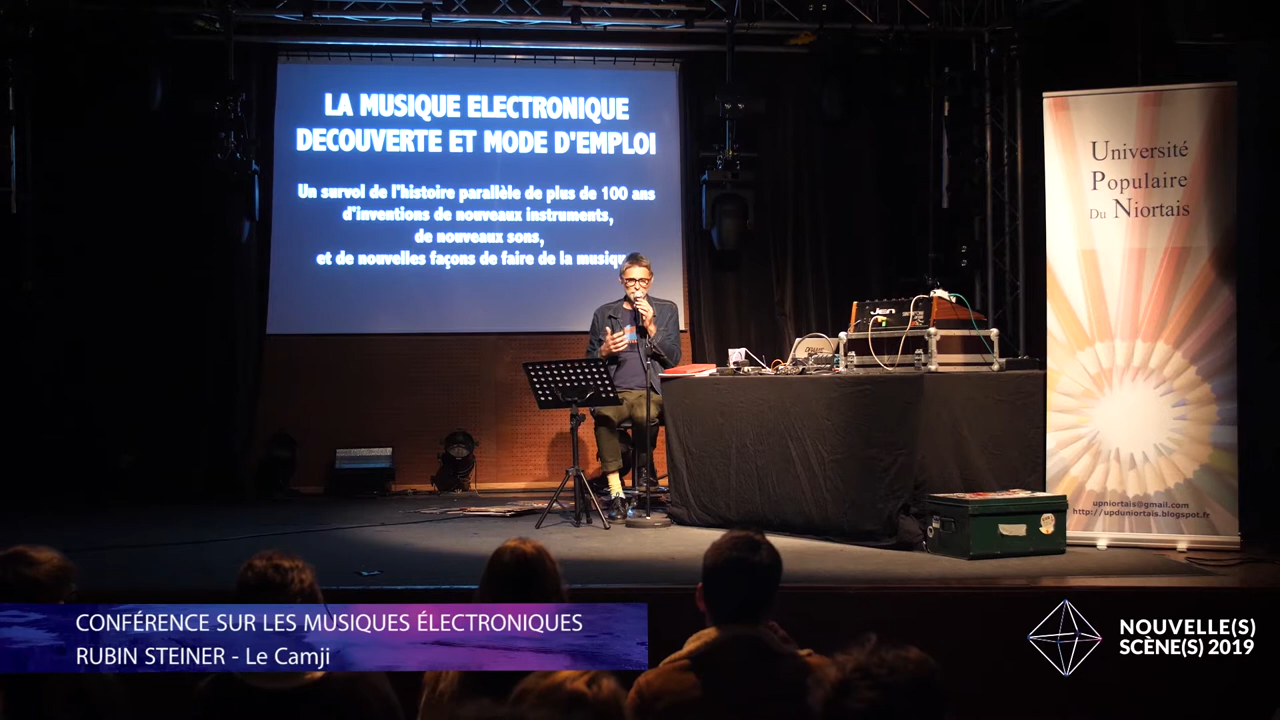 LA MUSIQUE ELECTRONIQUE
DECOUVERTE ET MODE D'EMPLOI
Un survol de l'histoire parallèle de plus de 100 ans
d'inventions de nouveaux instruments,
de nouveaux sons,
et de nouvelles façons de faire de la musiqu
Université
Populaire
Du Niortais
upniortais@gmail.com
http://upduniortais.blogspot.fr
JEN
CONFÉRENCE SUR LES MUSIQUES ÉLECTRONIQUES
RUBIN STEINER - Le Camji
NOUVELLE(S)
SCÈNE(S) 2019